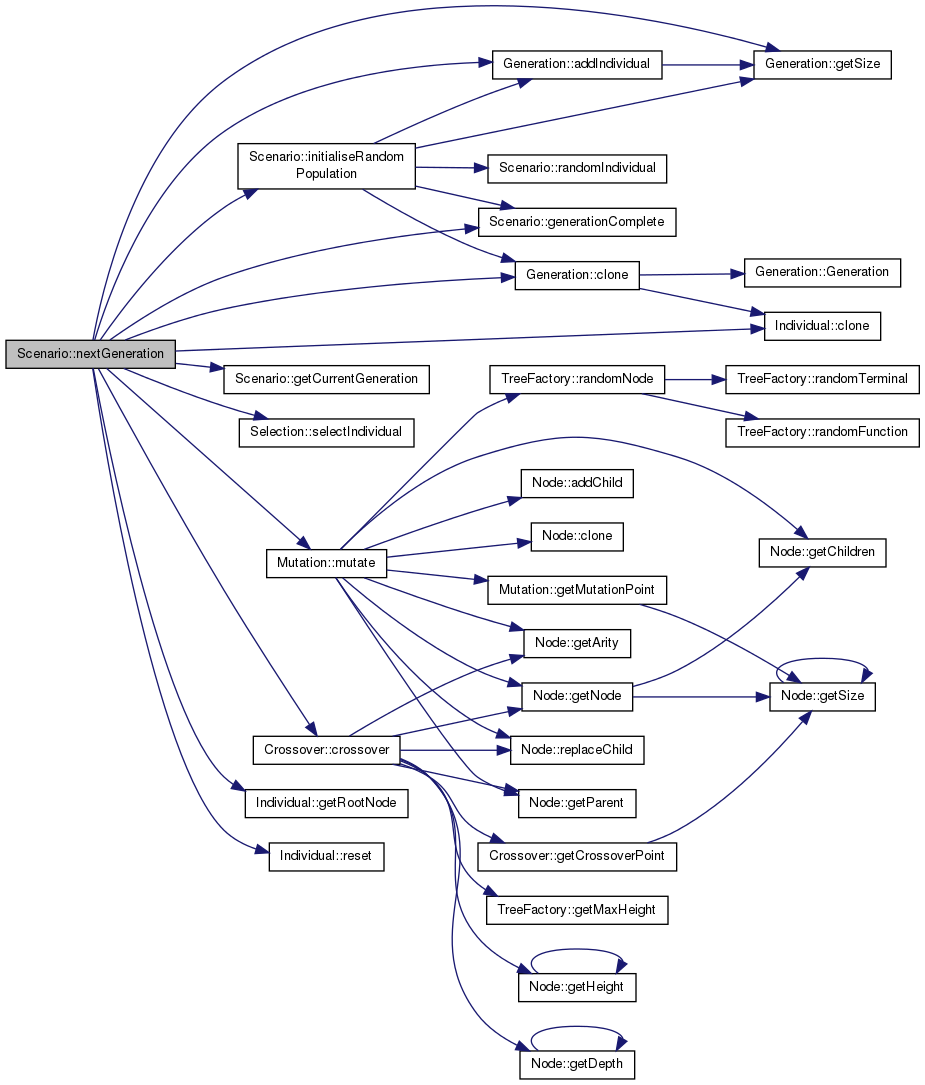 Generation::addIndividual
Generation::getSize
Scenario::initialiseRandom
Population
Scenario::randomIndividual
Scenario::generationComplete
Generation::clone
Generation::Generation
Individual::clone
Scenario::nextGeneration
Scenario::getCurrentGeneration
TreeFactory::randomNode
TreeFactory::randomTerminal
Selection::selectIndividual
TreeFactory::randomFunction
Node::addChild
Node::clone
Node::getChildren
Mutation::mutate
Mutation::getMutationPoint
Node::getArity
Node::getNode
Node::getSize
Crossover::crossover
Node::replaceChild
Individual::getRootNode
Node::getParent
Individual::reset
Crossover::getCrossoverPoint
TreeFactory::getMaxHeight
Node::getHeight
Node::getDepth